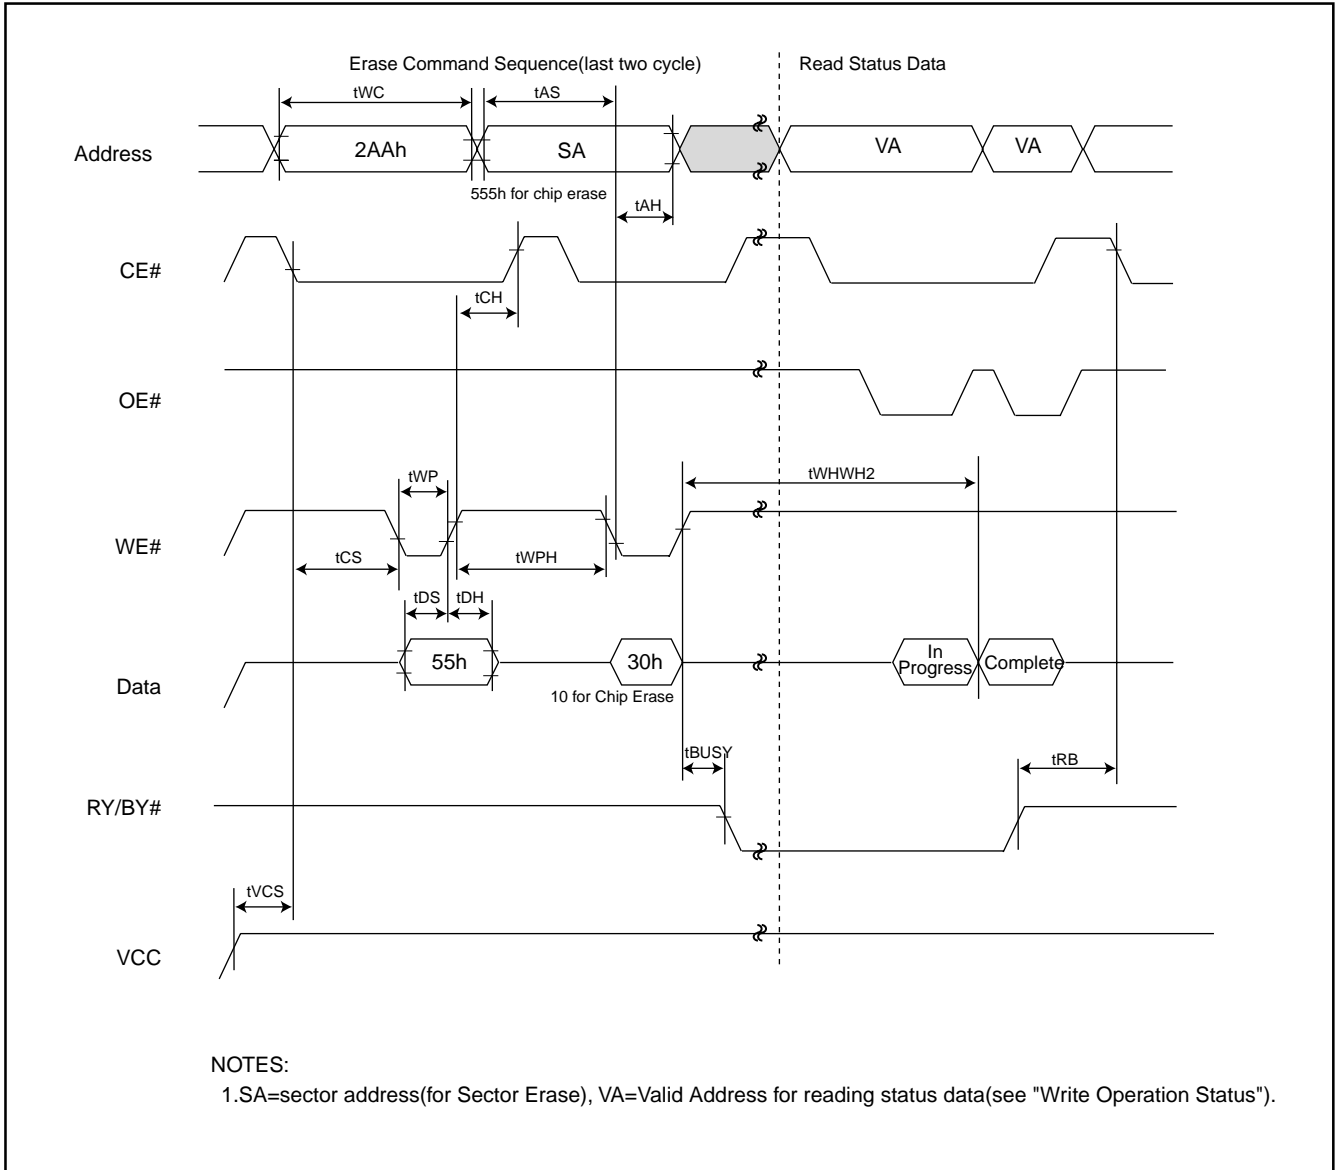 Erase Command Sequence(last two cycle)
Read Status Data
tWC
tAS
Address
2AAh
SA
VA
VA
555h for chip erase
tAH
CE#
tCH
OE#
tWP
tWHWH2
WE#
tCS
tWPH
tDS
tDH
Data
55h
30h
In
Progress
Complete
10 for Chip Erase
tBUSY
tRB
RY/BY#
tVCS
VCC
NOTES:
1.SA=sector address(for Sector Erase), VA=Valid Address for reading status data(see "Write Operation Status").